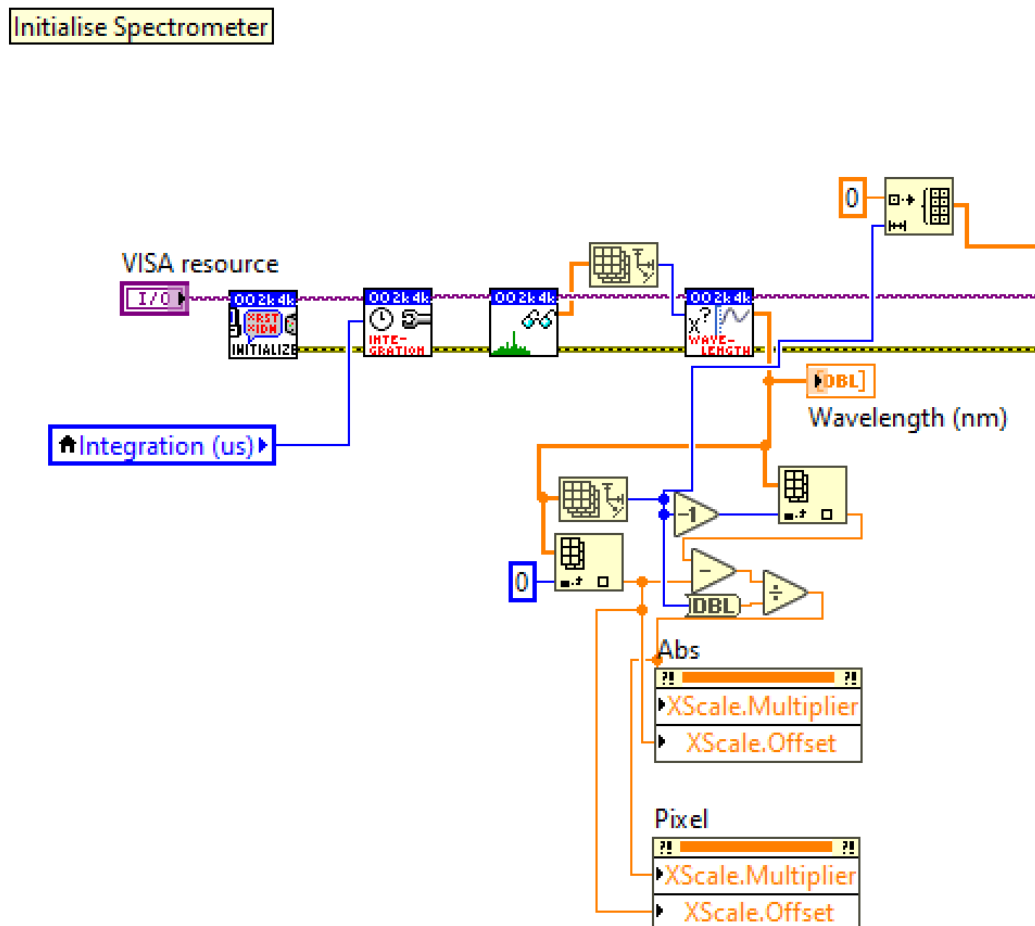 Initialise Spectrometer
0
VISA resource
I/O
OO2k4k
XRST
XIDN
INITIALIZE
OO2k4k
INTE-
GRATION
OO2k4k
OO2k4k
X?
WAVE-
LENGTH
[DBL]
Wavelength (nm)
Integration (us)
-1
0
−
÷
DBL
Abs
?! ?!
XScale.Multiplier
XScale.Offset
Pixel
?! ?!
XScale.Multiplier
XScale.Offset